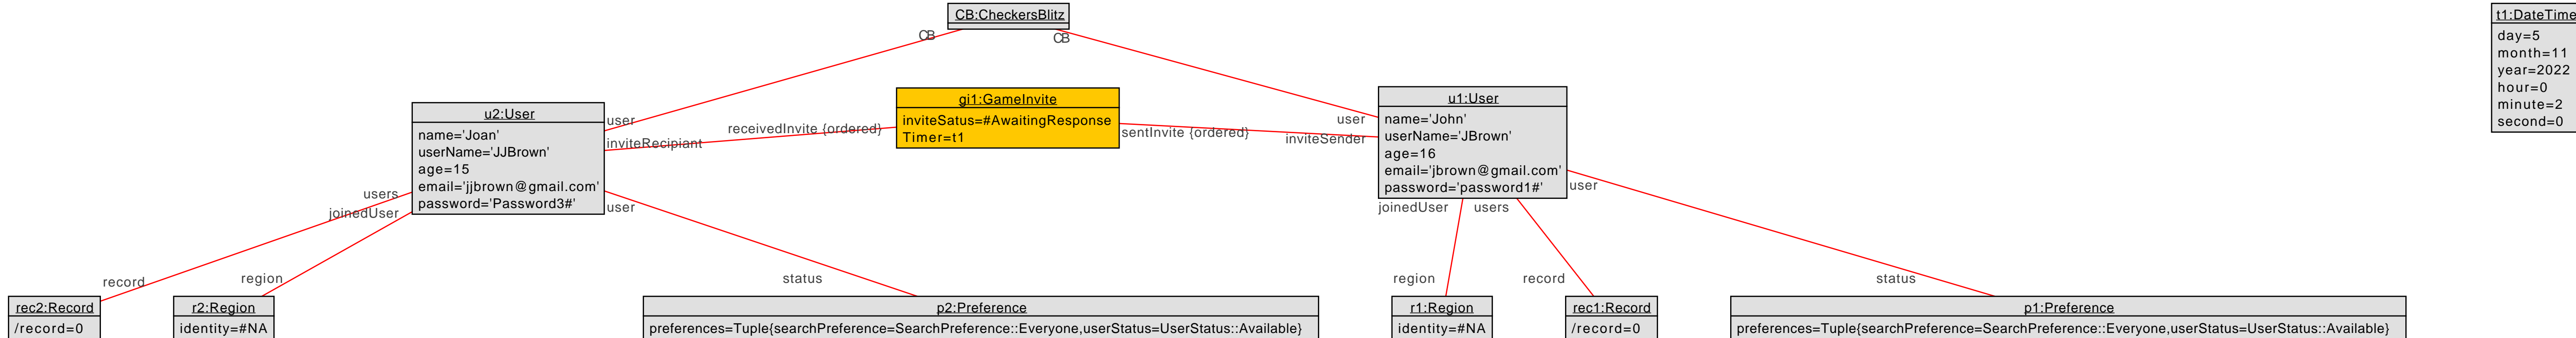 CB:CheckersBlitz
CB
CB
t1:DateTime
day=5
month=11
year=2022
hour=0
minute=2
second=0
u2:User
name='Joan'
userName='JJBrown'
age=15
email='jjbrown@gmail.com'
password='Password3#'
user
inviteRecipiant
receivedInvite {ordered}
gi1:GameInvite
inviteSatus=#AwaitingResponse
Timer=t1
sentInvite {ordered}
user
inviteSender
u1:User
name='John'
userName='JBrown'
age=16
email='jbrown@gmail.com'
password='password1#'
users
joinedUser
user
joinedUser
users
user
record
region
status
region
record
status
rec2:Record
/record=0
r2:Region
identity=#NA
p2:Preference
preferences=Tuple{searchPreference=SearchPreference::Everyone,userStatus=UserStatus::Available}
r1:Region
identity=#NA
rec1:Record
/record=0
p1:Preference
preferences=Tuple{searchPreference=SearchPreference::Everyone,userStatus=UserStatus::Available}